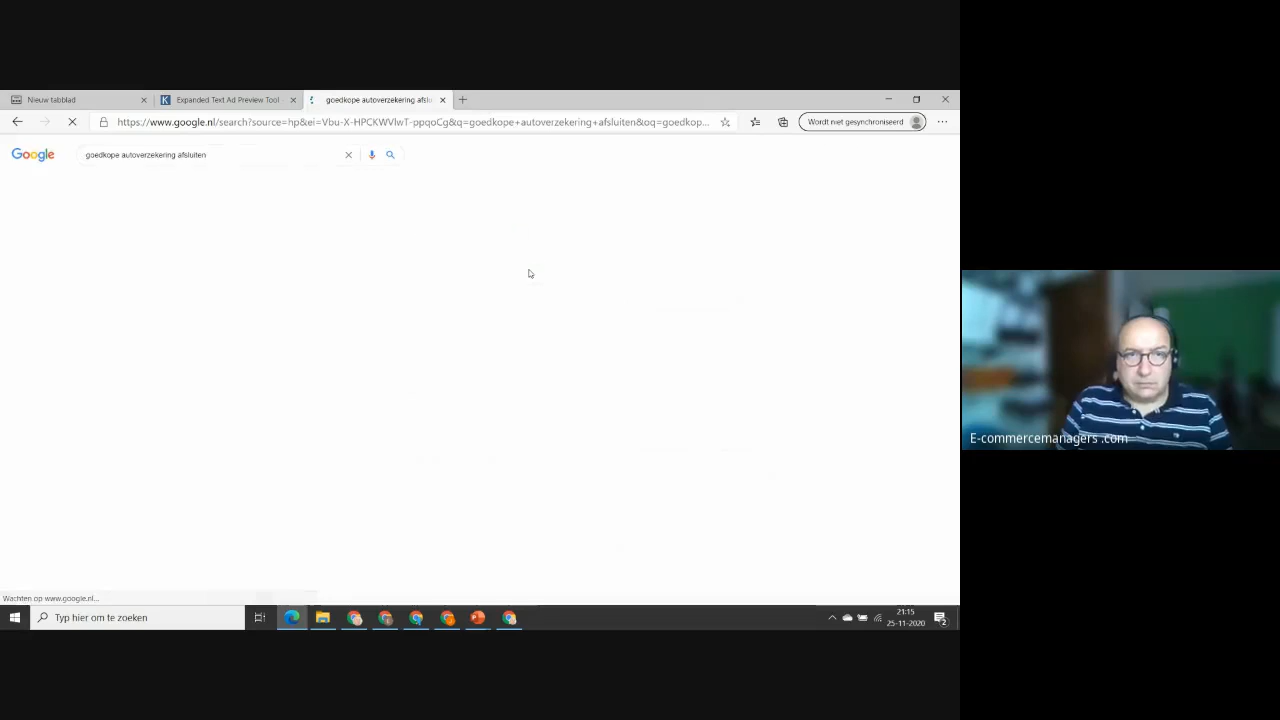 Nieuw tabblad
Expanded Text Ad Preview Tool
goedkope autoverzekering afslu
https://www.google.nl/search?source=hp&ei=Vbu-X-HPCKWVlwT-ppqoCg&q=goedkope+autoverzekering+afsluiten&oq=goedkop...
Wordt niet gesynchroniseerd
Google
goedkope autoverzekering afsluiten
E-commercemanagers .com
Wachten op www.google.nl...
Typ hier om te zoeken
21:15
25-11-2020
2